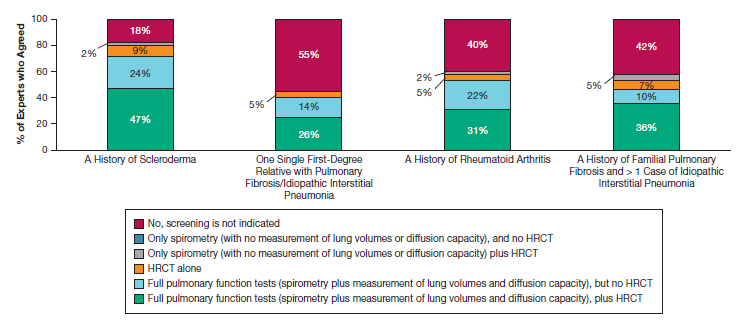 % of Experts who Agreed
100
80
60
40
20
0
18%
2%
9%
24%
47%
55%
5%
14%
26%
40%
2%
5%
22%
31%
42%
5%
7%
10%
36%
A History of Scleroderma
One Single First-Degree
Relative with Pulmonary
Fibrosis/Idiopathic Interstitial
Pneumonia
A History of Rheumatoid Arthritis
A History of Familial Pulmonary
Fibrosis and > 1 Case of Idiopathic
Interstitial Pneumonia
No, screening is not indicated
Only spirometry (with no measurement of lung volumes or diffusion capacity), and no HRCT
Only spirometry (with no measurement of lung volumes or diffusion capacity) plus HRCT
HRCT alone
Full pulmonary function tests (spirometry plus measurement of lung volumes and diffusion capacity), but no HRCT
Full pulmonary function tests (spirometry plus measurement of lung volumes and diffusion capacity), plus HRCT